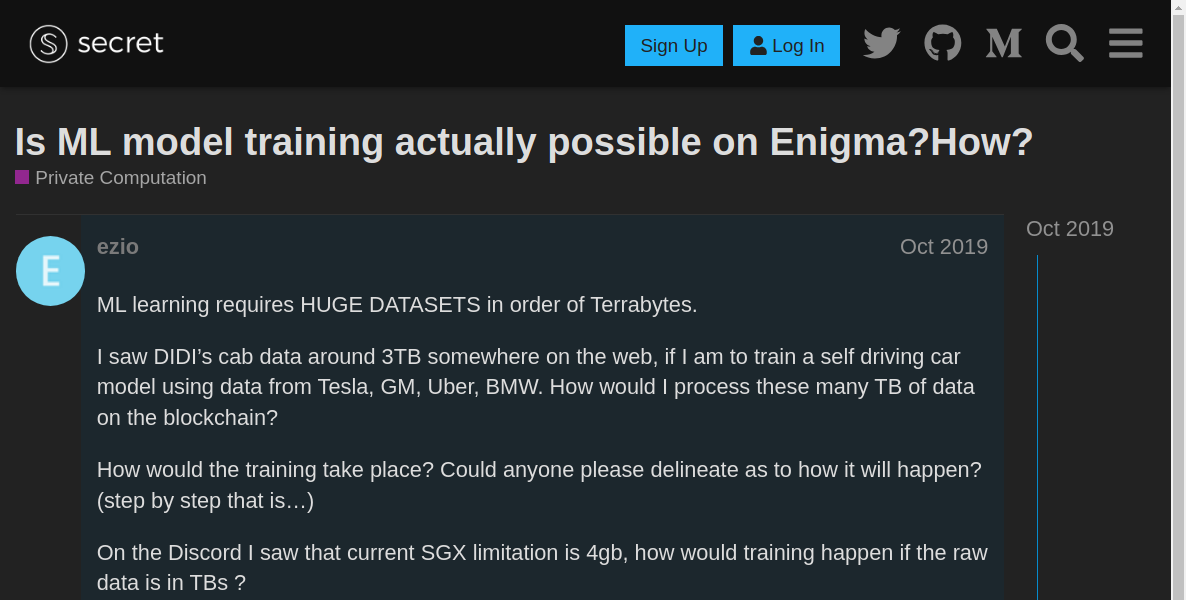 secret
Sign Up
Log In
Is ML model training actually possible on Enigma?How?
Private Computation
E
ezio
Oct 2019
Oct 2019
ML learning requires HUGE DATASETS in order of Terrabytes.
I saw DIDI’s cab data around 3TB somewhere on the web, if I am to train a self driving car
model using data from Tesla, GM, Uber, BMW. How would I process these many TB of data
on the blockchain?
How would the training take place? Could anyone please delineate as to how it will happen?
(step by step that is…)
On the Discord I saw that current SGX limitation is 4gb, how would training happen if the raw
data is in TBs ?